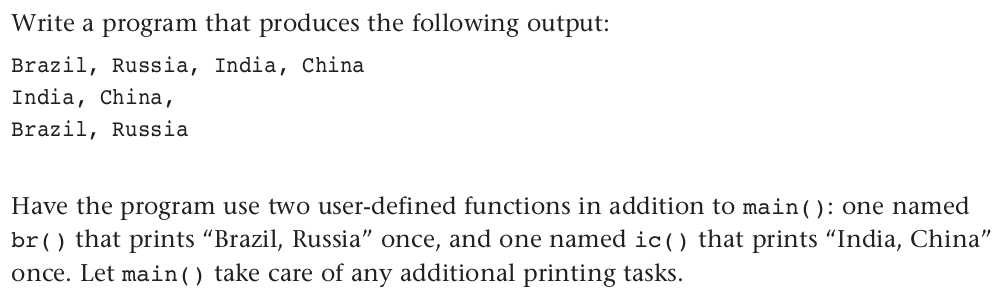 Write a program that produces the following output:
Brazil, Russia, India, China
India, China,
Brazil, Russia
Have the program use two user-defined functions in addition to main(): one named
br() that prints “Brazil, Russia” once, and one named ic() that prints “India, China”
once. Let main() take care of any additional printing tasks.